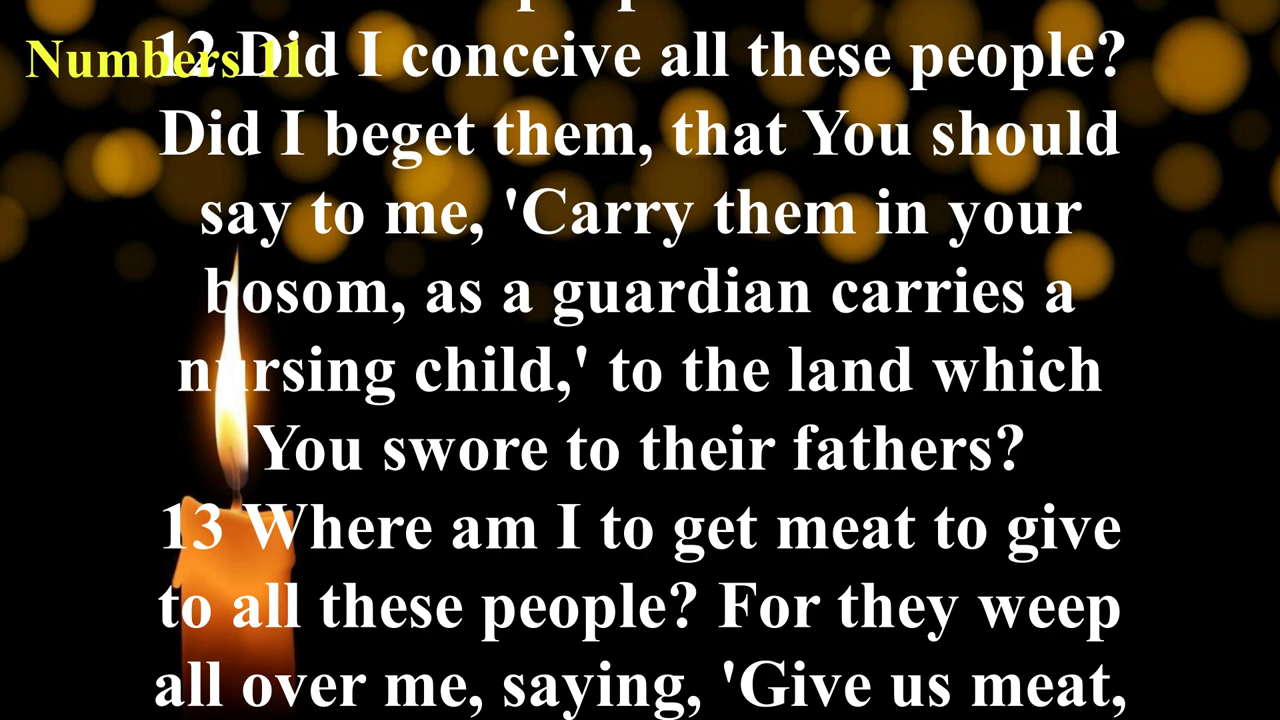 Numbers 11
12 Did I conceive all these people?
Did I beget them, that You should
say to me, 'Carry them in your
bosom, as a guardian carries a
nursing child,' to the land which
You swore to their fathers?
13 Where am I to get meat to give
to all these people? For they weep
all over me, saying, 'Give us meat,